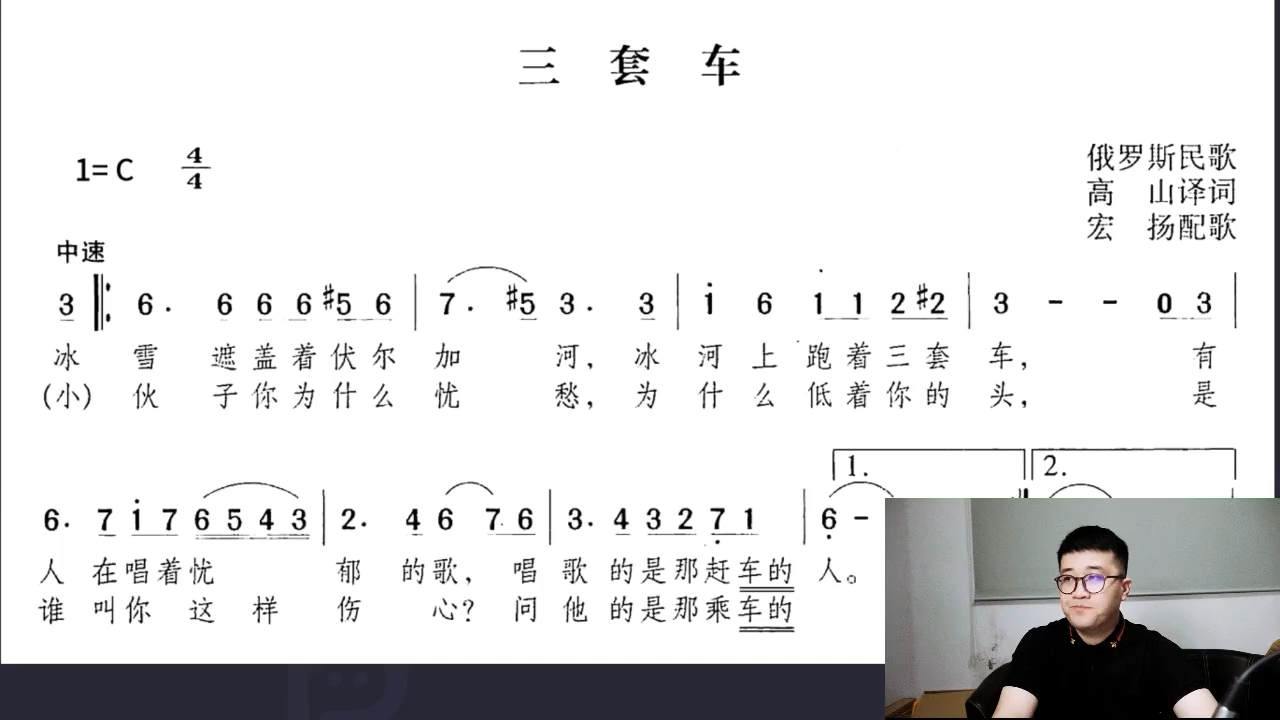 三 套 车
1= C 4/4
俄罗斯民歌
高 山译词
宏 扬配歌
中速
3 6 . 6 6 6 #5 6 7 . #5 3 . 3 i 6 1 1 2 #2 3 - - 0 3
冰 雪 遮 盖 着 伏 尔 加 河, 冰 河 上 跑 着 三 套 车, 有
(小) 伙 子 你 为 什 么 忧 愁, 为 什 么 低 着 你 的 头, 是
1. 2.
6. 7 i 7 6 5 4 3 2. 4 6 7. 6 3. 4 3 2 7 1 6 -
人 在 唱 着 忧 郁 的 歌, 唱 歌 的 是 那 赶 车 的 人。
谁 叫 你 这 样 伤 心? 问 他 的 是 那 乘 车 的